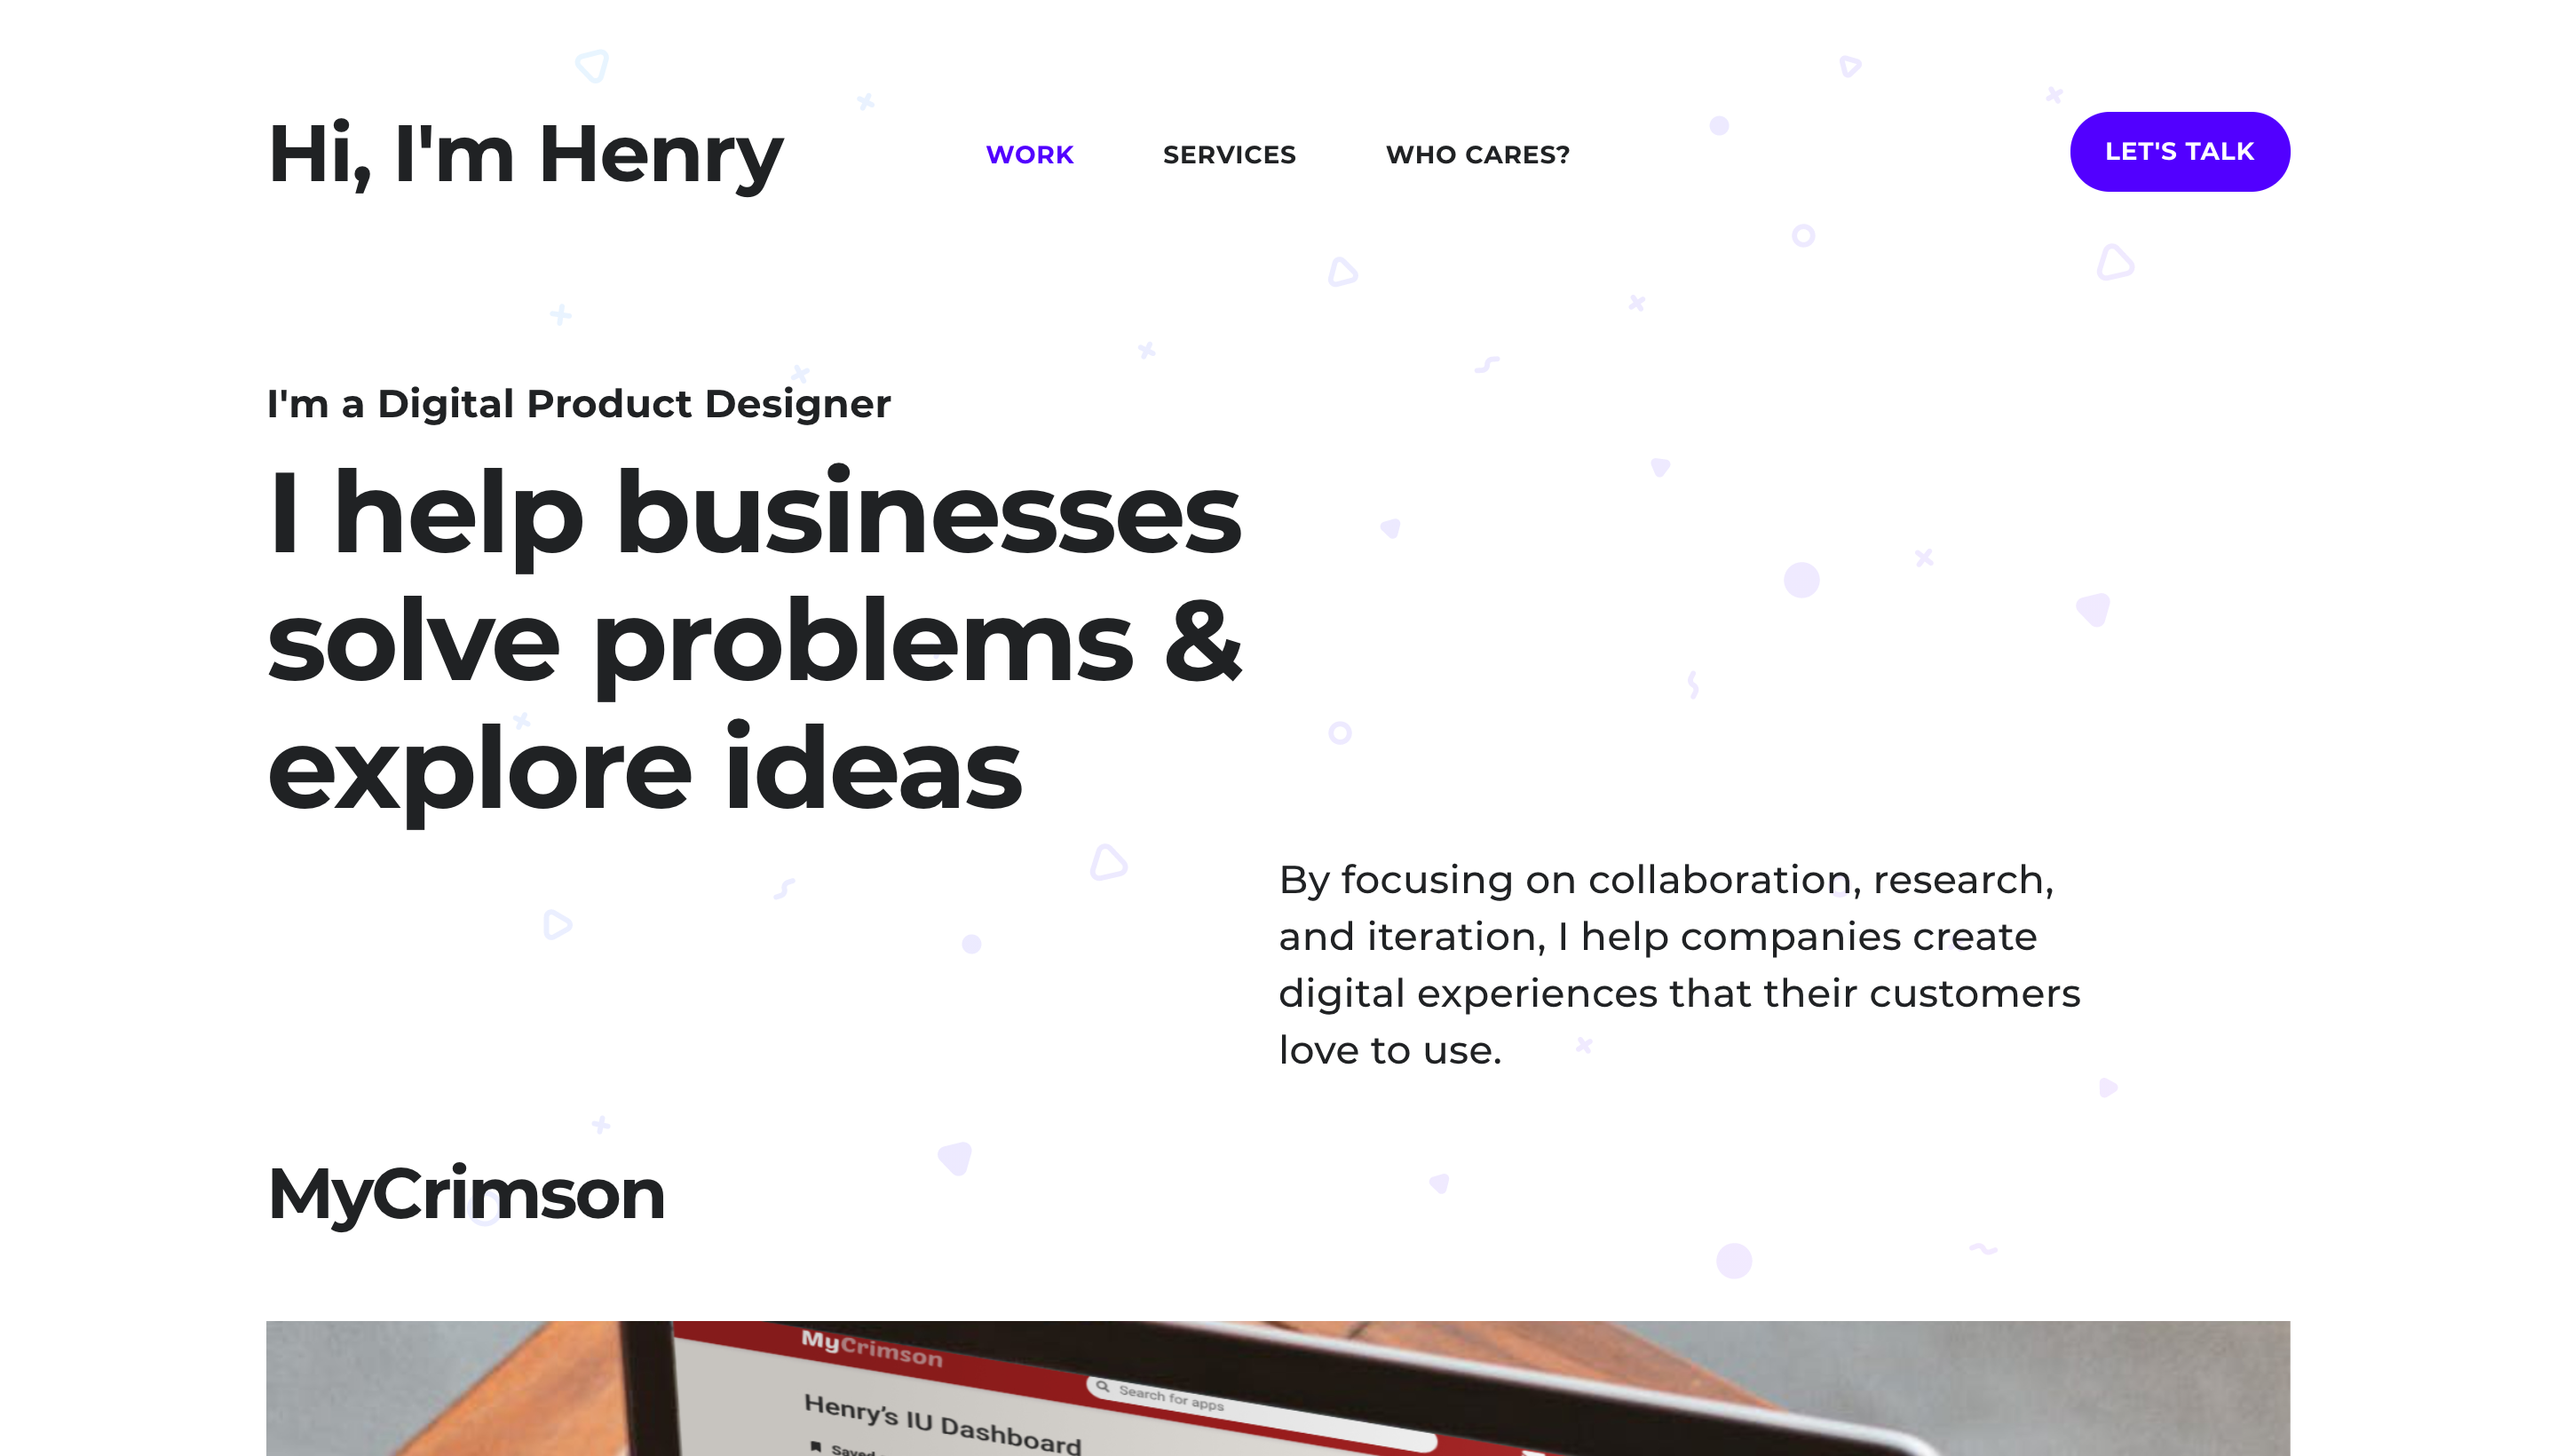 Hi, I'm Henry
WORK
SERVICES
WHO CARES?
LET'S TALK
I'm a Digital Product Designer
I help businesses
solve problems &
explore ideas
By focusing on collaboration, research,
and iteration, I help companies create
digital experiences that their customers
love to use.
MyCrimson
MyCrimson
Search for apps
Henry's IU Dashboard